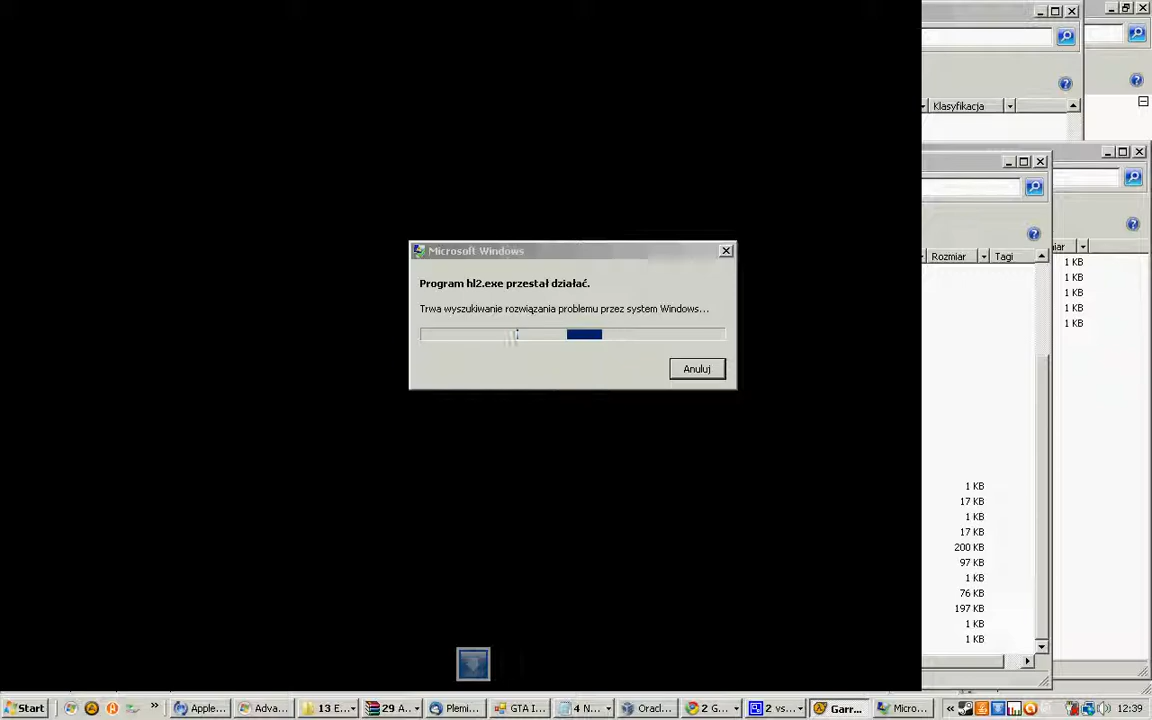 Klasyfikacja
Rozmiar
Tagi
iar
1 KB
1 KB
1 KB
1 KB
1 KB
Microsoft Windows
Program hl2.exe przestał działać.
Trwa wyszukiwanie rozwiązania problemu przez system Windows...
Anuluj
1 KB
17 KB
1 KB
17 KB
200 KB
97 KB
1 KB
76 KB
197 KB
1 KB
1 KB
Start
»
Apple...
Adva...
13 E...
29 A...
Plemi...
GTA I...
4 N...
Oracl...
2 G...
2 vs...
Garr...
Micro...
«
12:39